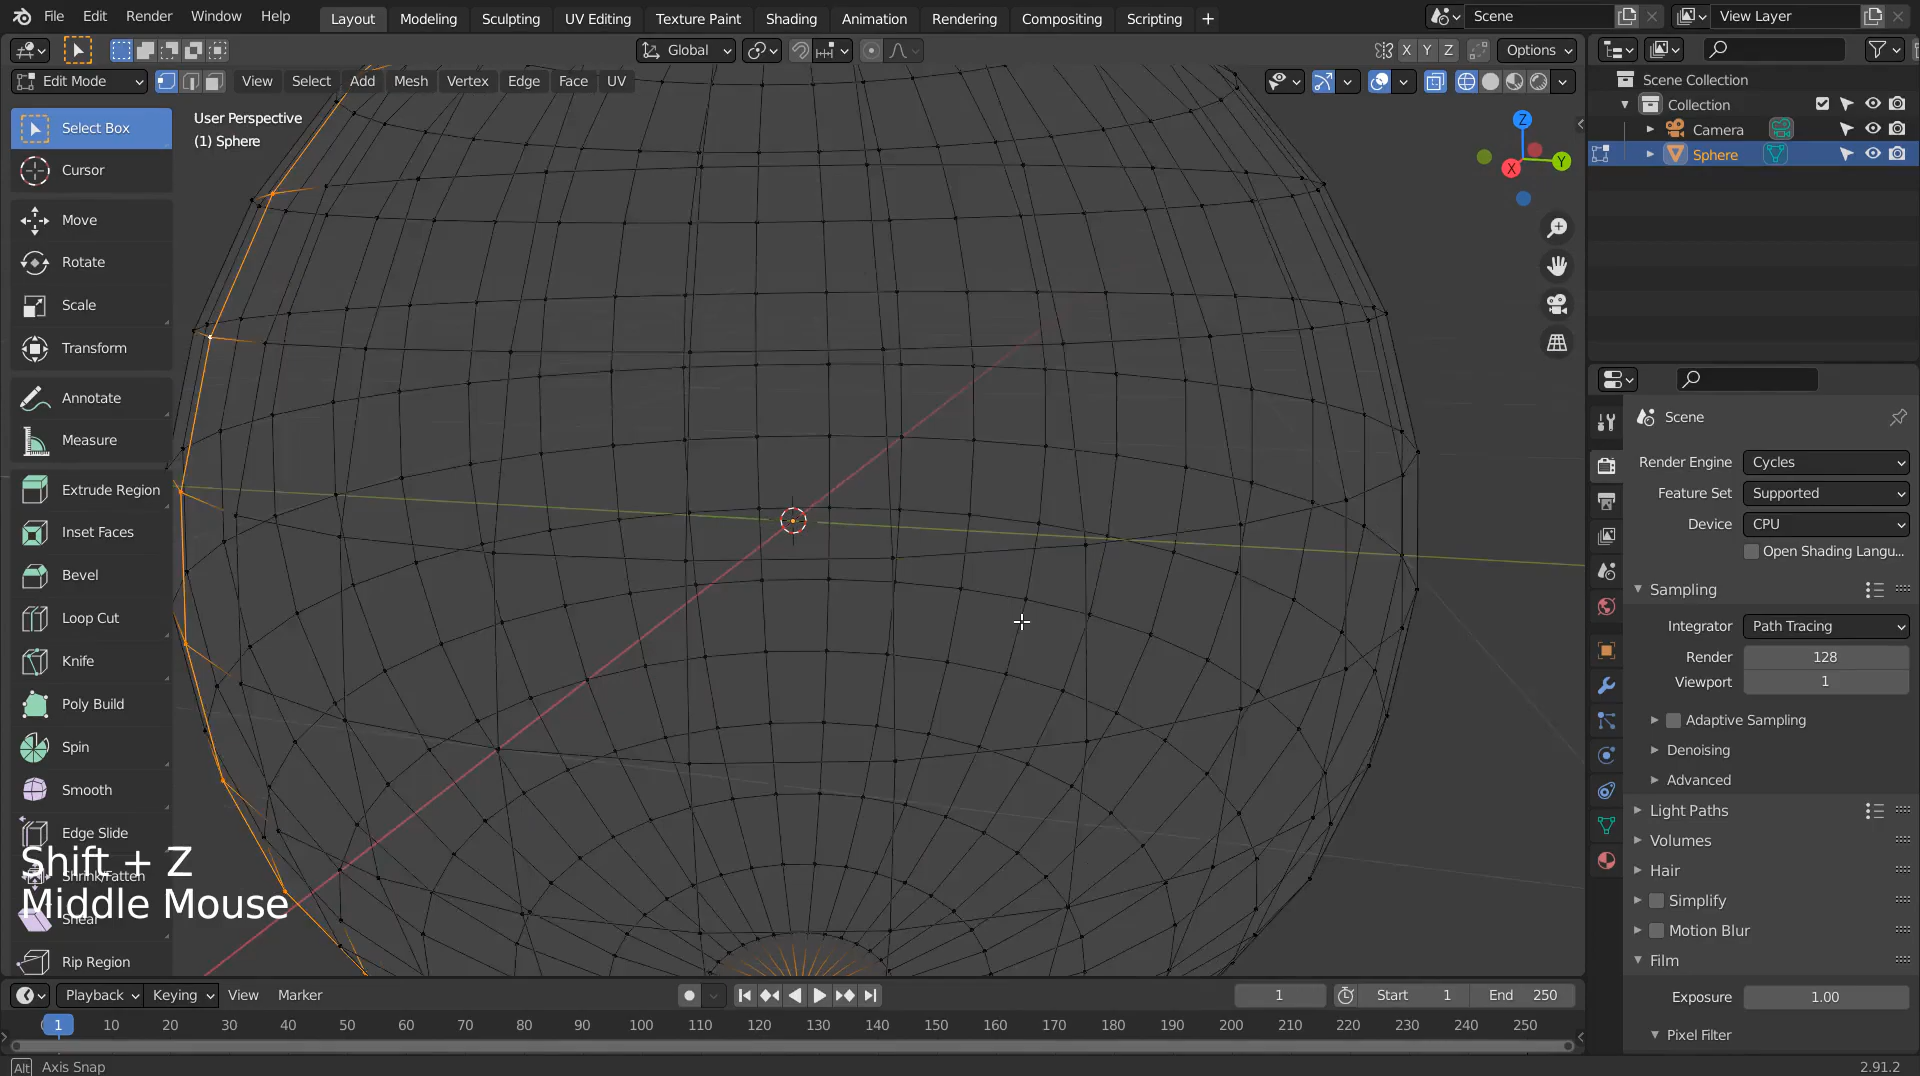 File Edit Render Window Help Layout Modeling Sculpting UV Editing Texture Paint Shading Animation Rendering Compositing Scripting + Scene View Layer
Global X Y Z Options
Edit Mode View Select Add Mesh Vertex Edge Face UV
Select Box
Cursor
Move
Rotate
Scale
Transform
Annotate
Measure
Extrude Region
Inset Faces
Bevel
Loop Cut
Knife
Poly Build
Spin
Smooth
Edge Slide
Shrink/Fatten
Shear
Rip Region
User Perspective
(1) Sphere
Z
Y
X
Shift + Z
Middle Mouse
Scene Collection
Collection
Camera
Sphere
Scene
Render Engine Cycles
Feature Set Supported
Device CPU
Open Shading Langu...
Sampling
Integrator Path Tracing
Render 128
Viewport 1
Adaptive Sampling
Denoising
Advanced
Light Paths
Volumes
Hair
Simplify
Motion Blur
Film
Exposure 1.00
Pixel Filter
Playback Keying View Marker 1 Start 1 End 250
1 10 20 30 40 50 60 70 80 90 100 110 120 130 140 150 160 170 180 190 200 210 220 230 240 250
Alt Axis Snap 2.91.2